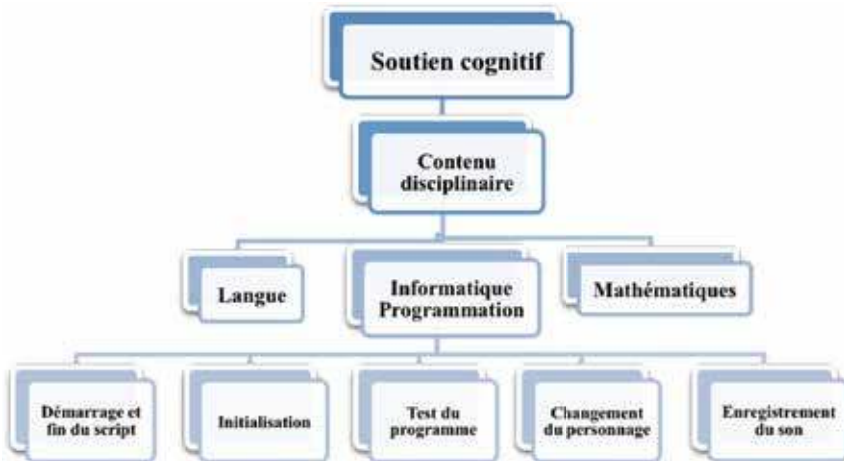 Soutien cognitif
Contenu
disciplinaire
Langue
Informatique
Programmation
Mathématiques
Démarrage et
fin du script
Initialisation
Test du
programme
Changement
du personnage
Enregistrement
du son